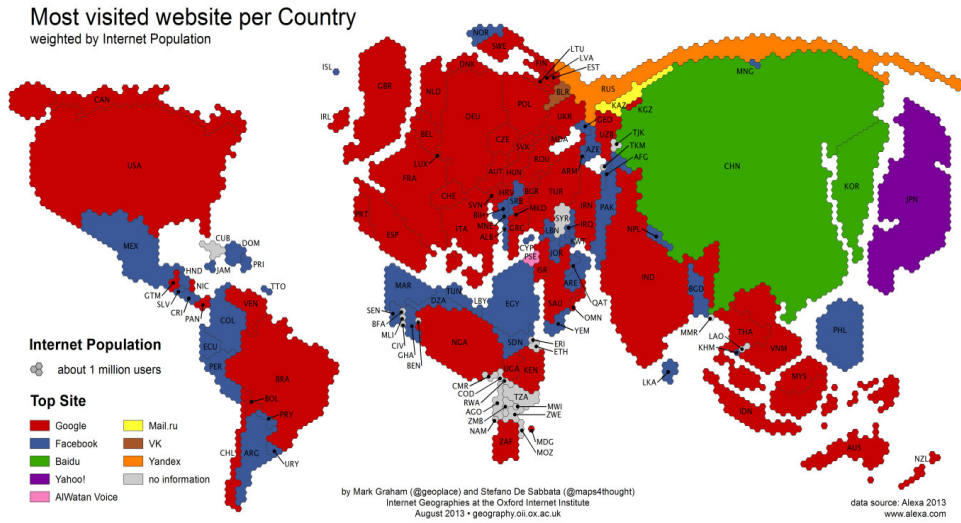 Most visited website per Country
weighted by Internet Population
NOR
SWE
FIN
LTU
LVA
EST
DNK
ISL
MNG
RUS
CAN
GBR
NLD
BLR
KAZ
KGZ
IRL
DEU
POL
UKR
GEO
UZB
TJK
MDA
BEL
CZE
SVK
AZE
TKM
USA
LUX
ROU
ARM
AFG
CHN
KOR
FRA
AUT
HUN
JPN
CHE
HRV
BGR
TUR
SRB
IRN
PAK
SVN
PRT
BIH
MKD
SYR
IRQ
ESP
ITA
MNE
GRC
LBN
NPL
ALB
KWT
MEX
CUB
DOM
CYP
PSE
JOR
JAM
PRI
ISR
IND
HND
MAR
TUN
ARE
GTM
NIC
TTO
DZA
LBY
EGY
BGD
SLV
CRI
PAN
VEN
SEN
SAU
QAT
COL
BFA
OMN
MLI
YEM
MMR
THA
PHL
CIV
NGA
SDN
ERI
LAO
VNM
ECU
GHA
ETH
KHM
BEN
PER
UGA
KEN
LKA
MYS
BRA
CMR
COD
RWA
TZA
BOL
AGO
MWI
IDN
ZMB
ZWE
PRY
NAM
MDG
ZAF
MOZ
AUS
CHL
ARG
URY
NZL
Internet Population
about 1 million users
Top Site
Google
Facebook
Baidu
Yahoo!
AlWatan Voice
Mail.ru
VK
Yandex
no information
by Mark Graham (@geoplace) and Stefano De Sabbata (@maps4thought)
Internet Geographies at the Oxford Internet Institute
August 2013 • geography.oii.ox.ac.uk
data source: Alexa 2013
www.alexa.com